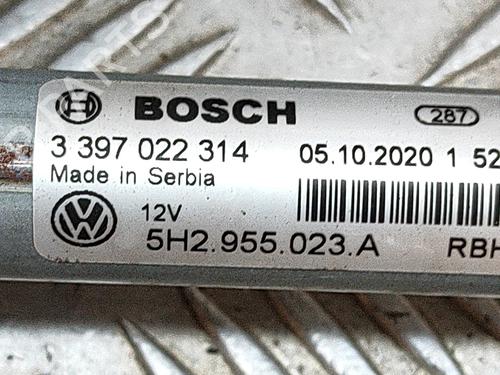 BOSCH 287
3 397 022 314 05.10.2020 1 52
Made in Serbia
12V
5H2.955.023.A RBH
PARTS